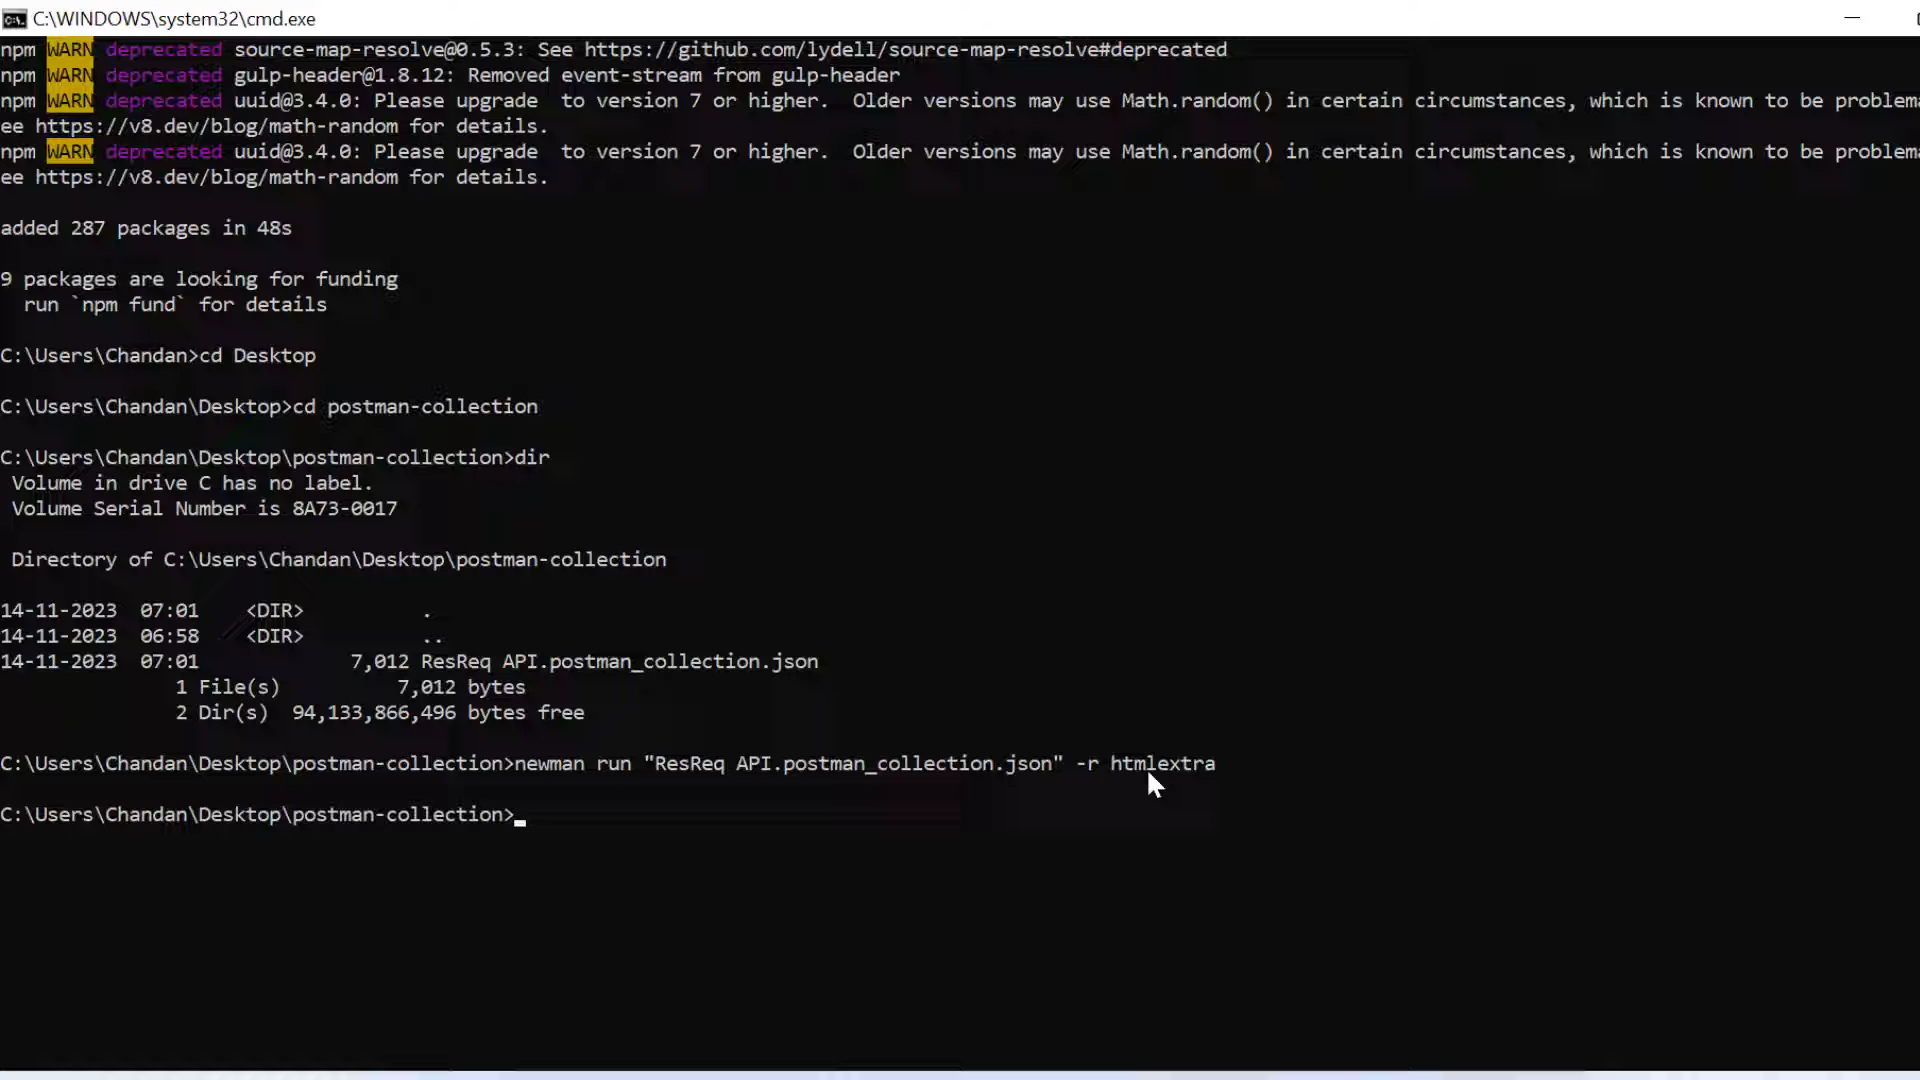 C:\WINDOWS\system32\cmd.exe
npm WARN deprecated source-map-resolve@0.5.3: See https://github.com/lydell/source-map-resolve#deprecated
npm WARN deprecated gulp-header@1.8.12: Removed event-stream from gulp-header
npm WARN deprecated uuid@3.4.0: Please upgrade  to version 7 or higher.  Older versions may use Math.random() in certain circumstances, which is known to be problema
ee https://v8.dev/blog/math-random for details.
npm WARN deprecated uuid@3.4.0: Please upgrade  to version 7 or higher.  Older versions may use Math.random() in certain circumstances, which is known to be problema
ee https://v8.dev/blog/math-random for details.
added 287 packages in 48s
9 packages are looking for funding
  run `npm fund` for details
C:\Users\Chandan>cd Desktop
C:\Users\Chandan\Desktop>cd postman-collection
C:\Users\Chandan\Desktop\postman-collection>dir
 Volume in drive C has no label.
 Volume Serial Number is 8A73-0017
 Directory of C:\Users\Chandan\Desktop\postman-collection
14-11-2023  07:01    <DIR>          .
14-11-2023  06:58    <DIR>          ..
14-11-2023  07:01             7,012 ResReq API.postman_collection.json
               1 File(s)          7,012 bytes
               2 Dir(s)  94,133,866,496 bytes free
C:\Users\Chandan\Desktop\postman-collection>newman run "ResReq API.postman_collection.json" -r htmlextra
C:\Users\Chandan\Desktop\postman-collection>